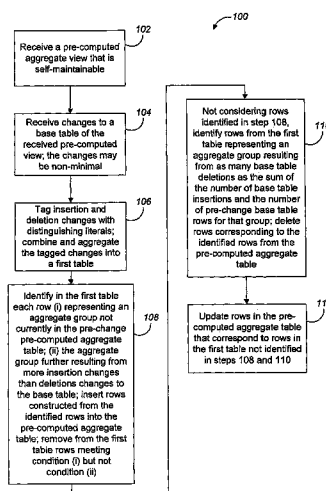 100
102
Receive a pre-computed
aggregate view that is
self-maintainable
104
Receive changes to a
base table of the
received pre-computed
view; the changes may
be non-minimal
106
Tag insertion and
deletion changes with
distinguishing literals;
combine and aggregate
the tagged changes into
a first table
108
Identify in the first table
each row (i) representing an
aggregate group not
currently in the pre-change
pre-computed aggregate
table; (ii) the aggregate
group further resulting from
more insertion changes
than deletions changes to
the base table; insert rows
constructed from the
identified rows into the
pre-computed aggregate
table; remove from the first
table rows meeting
condition (i) but not
condition (ii)
Not considering rows
identified in step 108,
identify rows from the first
table representing an
aggregate group resulting
from as many base table
deletions as the sum of
the number of base table
insertions and the
number of pre-change base
table rows for that group; delete
rows corresponding to
the identified rows from the
pre-computed aggregate
table
Update rows in the pre-
computed aggregate table
that correspond to rows in
the first table not identified
in steps 108 and 110